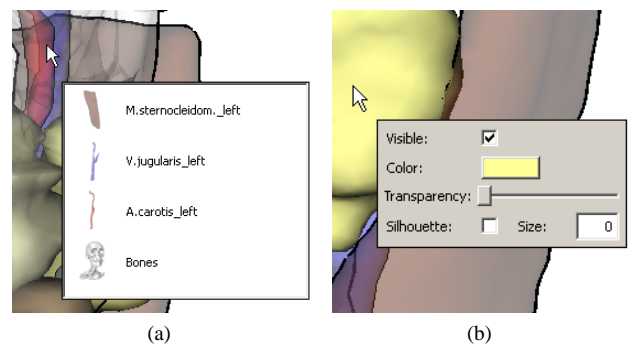 M.sternocleidom._left
V.jugularis_left
A.carotis_left
Bones
Visible:
Color:
Transparency:
Silhouette: Size: 0
(a) (b)